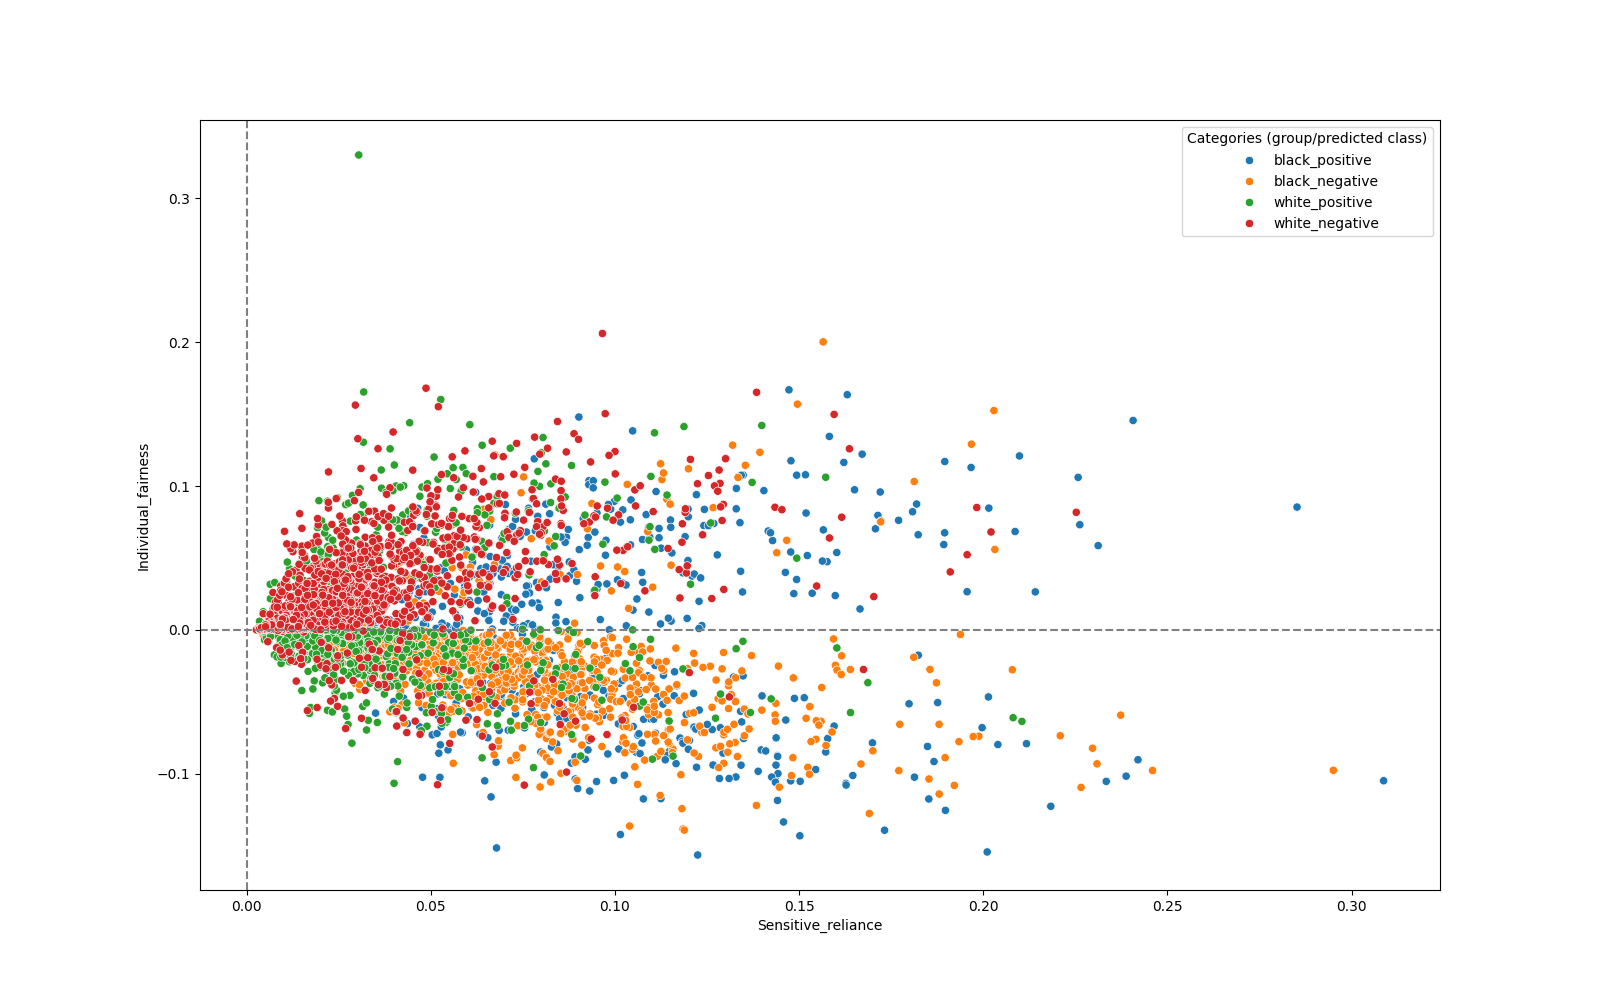 Categories (group/predicted class)
black_positive
black_negative
white_positive
white_negative
Individual_fairness
0.3
0.2
0.1
0.0
−0.1
0.00 0.05 0.10 0.15 0.20 0.25 0.30
Sensitive_reliance